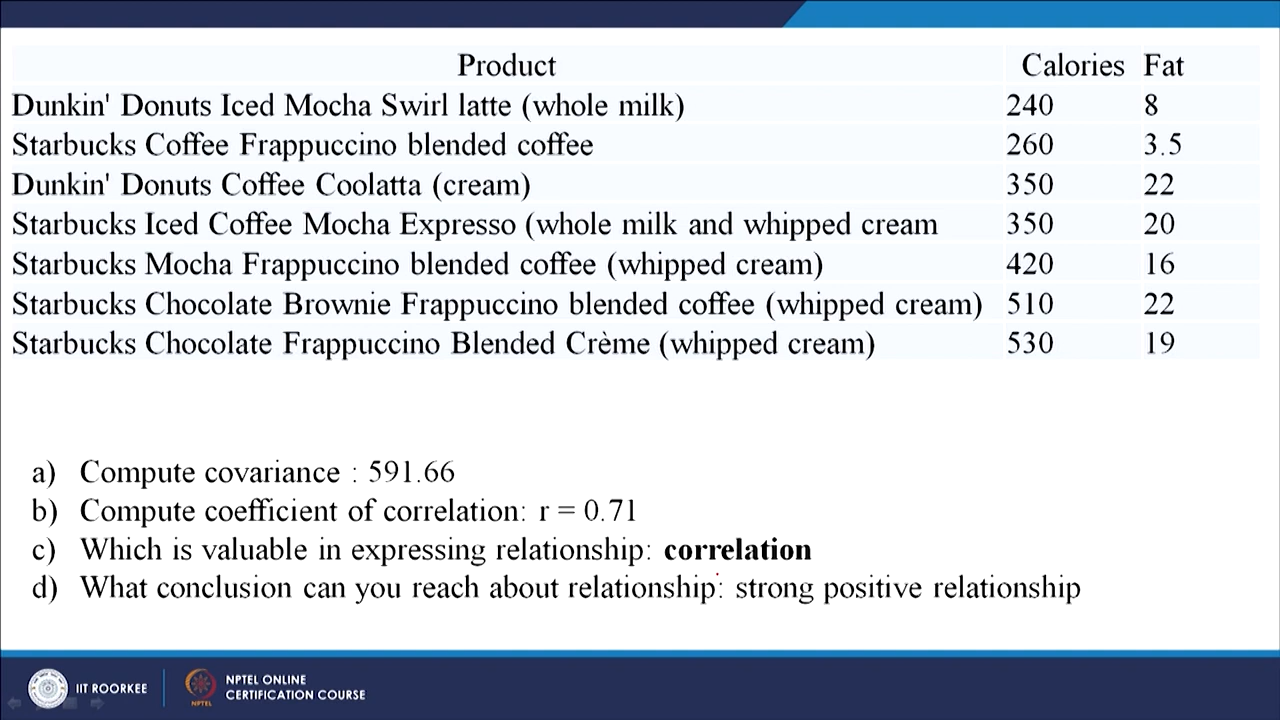 Product Calories Fat
Dunkin' Donuts Iced Mocha Swirl latte (whole milk) 240 8
Starbucks Coffee Frappuccino blended coffee 260 3.5
Dunkin' Donuts Coffee Coolatta (cream) 350 22
Starbucks Iced Coffee Mocha Expresso (whole milk and whipped cream 350 20
Starbucks Mocha Frappuccino blended coffee (whipped cream) 420 16
Starbucks Chocolate Brownie Frappuccino blended coffee (whipped cream) 510 22
Starbucks Chocolate Frappuccino Blended Crème (whipped cream) 530 19
a) Compute covariance : 591.66
b) Compute coefficient of correlation: r = 0.71
c) Which is valuable in expressing relationship: correlation
d) What conclusion can you reach about relationship: strong positive relationship
IIT ROORKEE
NPTEL
NPTEL ONLINE
CERTIFICATION COURSE